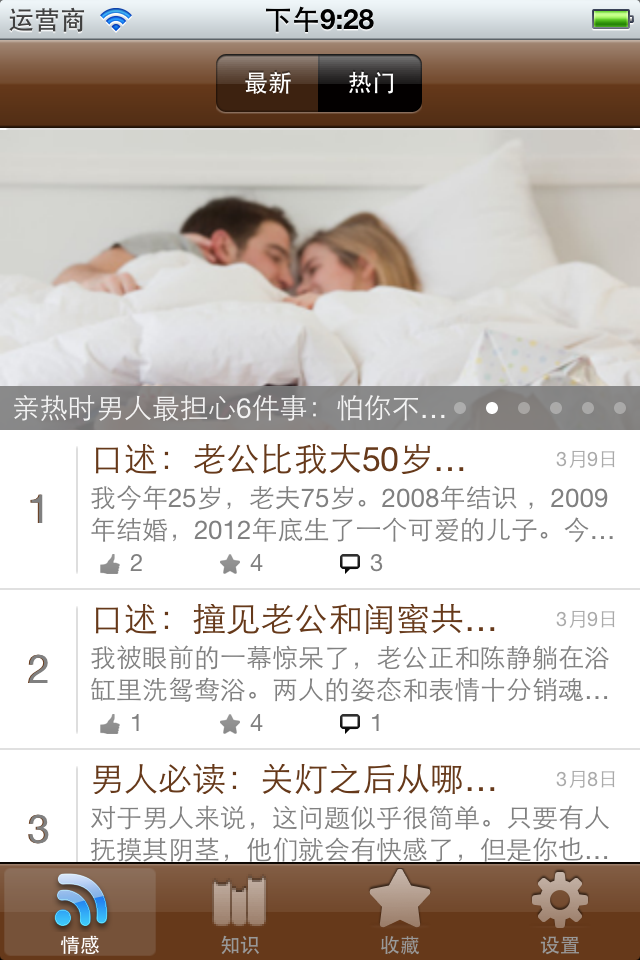 运营商
下午9:28
最新
热门
亲热时男人最担心6件事：怕你不…
口述：老公比我大50岁…
3月9日
1
我今年25岁，老夫75岁。2008年结识 ，2009
年结婚，2012年底生了一个可爱的儿子。今…
2
4
3
口述：撞见老公和闺蜜共…
3月9日
2
我被眼前的一幕惊呆了，老公正和陈静躺在浴
缸里洗鸳鸯浴。两人的姿态和表情十分销魂…
1
4
1
男人必读：关灯之后从哪…
3月8日
3
对于男人来说，这问题似乎很简单。只要有人
抚摸其阴茎，他们就会有快感了，但是你也…
情感
知识
收藏
设置